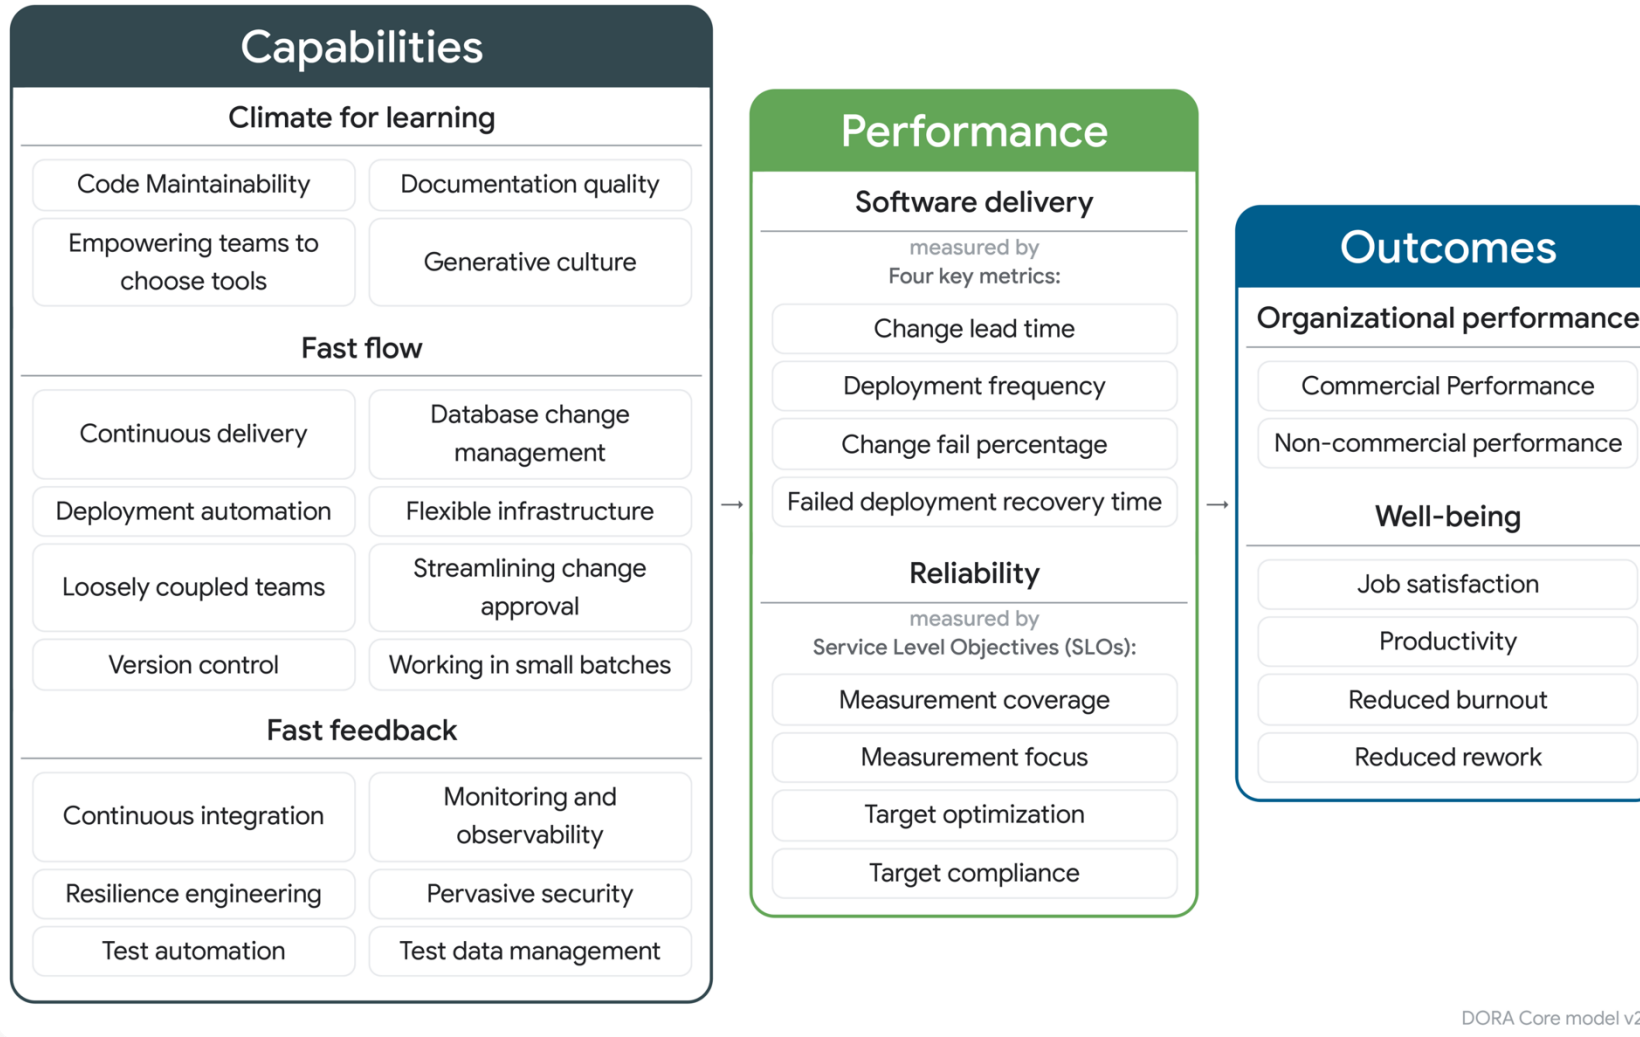 Capabilities
Climate for learning
Code Maintainability
Documentation quality
Empowering teams to
choose tools
Generative culture
Fast flow
Continuous delivery
Database change
management
Deployment automation
Flexible infrastructure
Loosely coupled teams
Streamlining change
approval
Version control
Working in small batches
Fast feedback
Continuous integration
Monitoring and
observability
Resilience engineering
Pervasive security
Test automation
Test data management
→
Performance
Software delivery
measured by
Four key metrics:
Change lead time
Deployment frequency
Change fail percentage
Failed deployment recovery time
Reliability
measured by
Service Level Objectives (SLOs):
Measurement coverage
Measurement focus
Target optimization
Target compliance
→
Outcomes
Organizational performance
Commercial Performance
Non-commercial performance
Well-being
Job satisfaction
Productivity
Reduced burnout
Reduced rework
DORA Core model v2